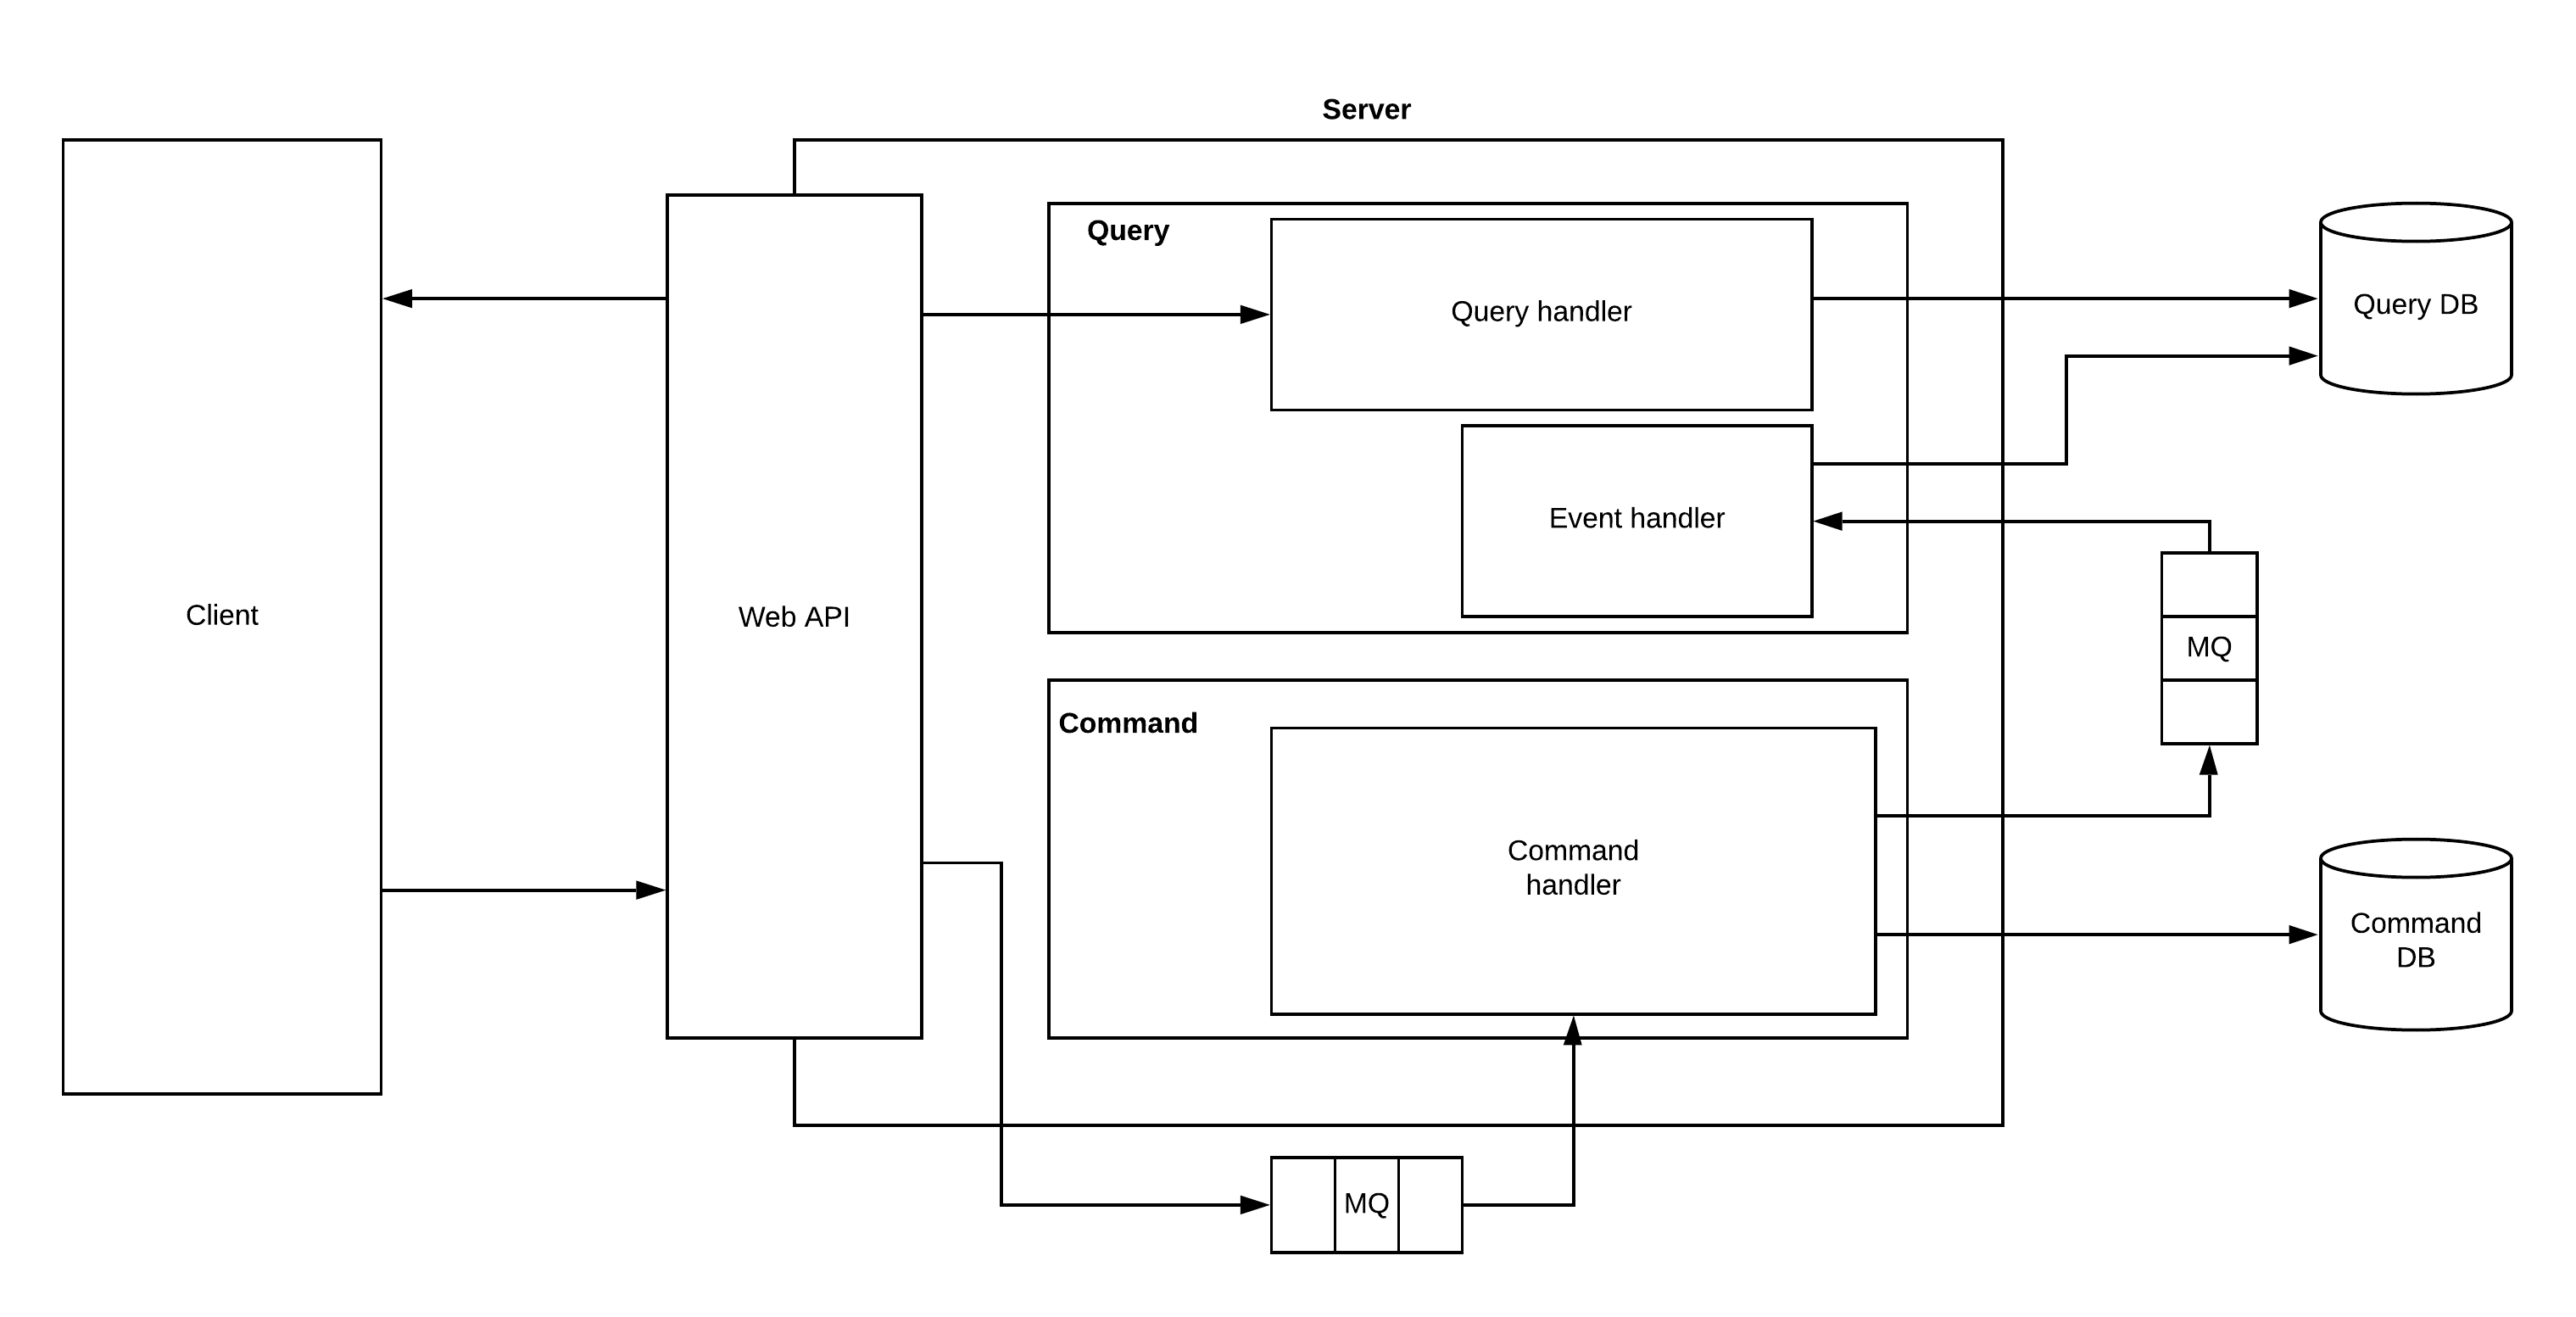 Server
Query
Query handler
Query DB
Event handler
Client
Web API
MQ
Command
Command
handler
Command
DB
MQ